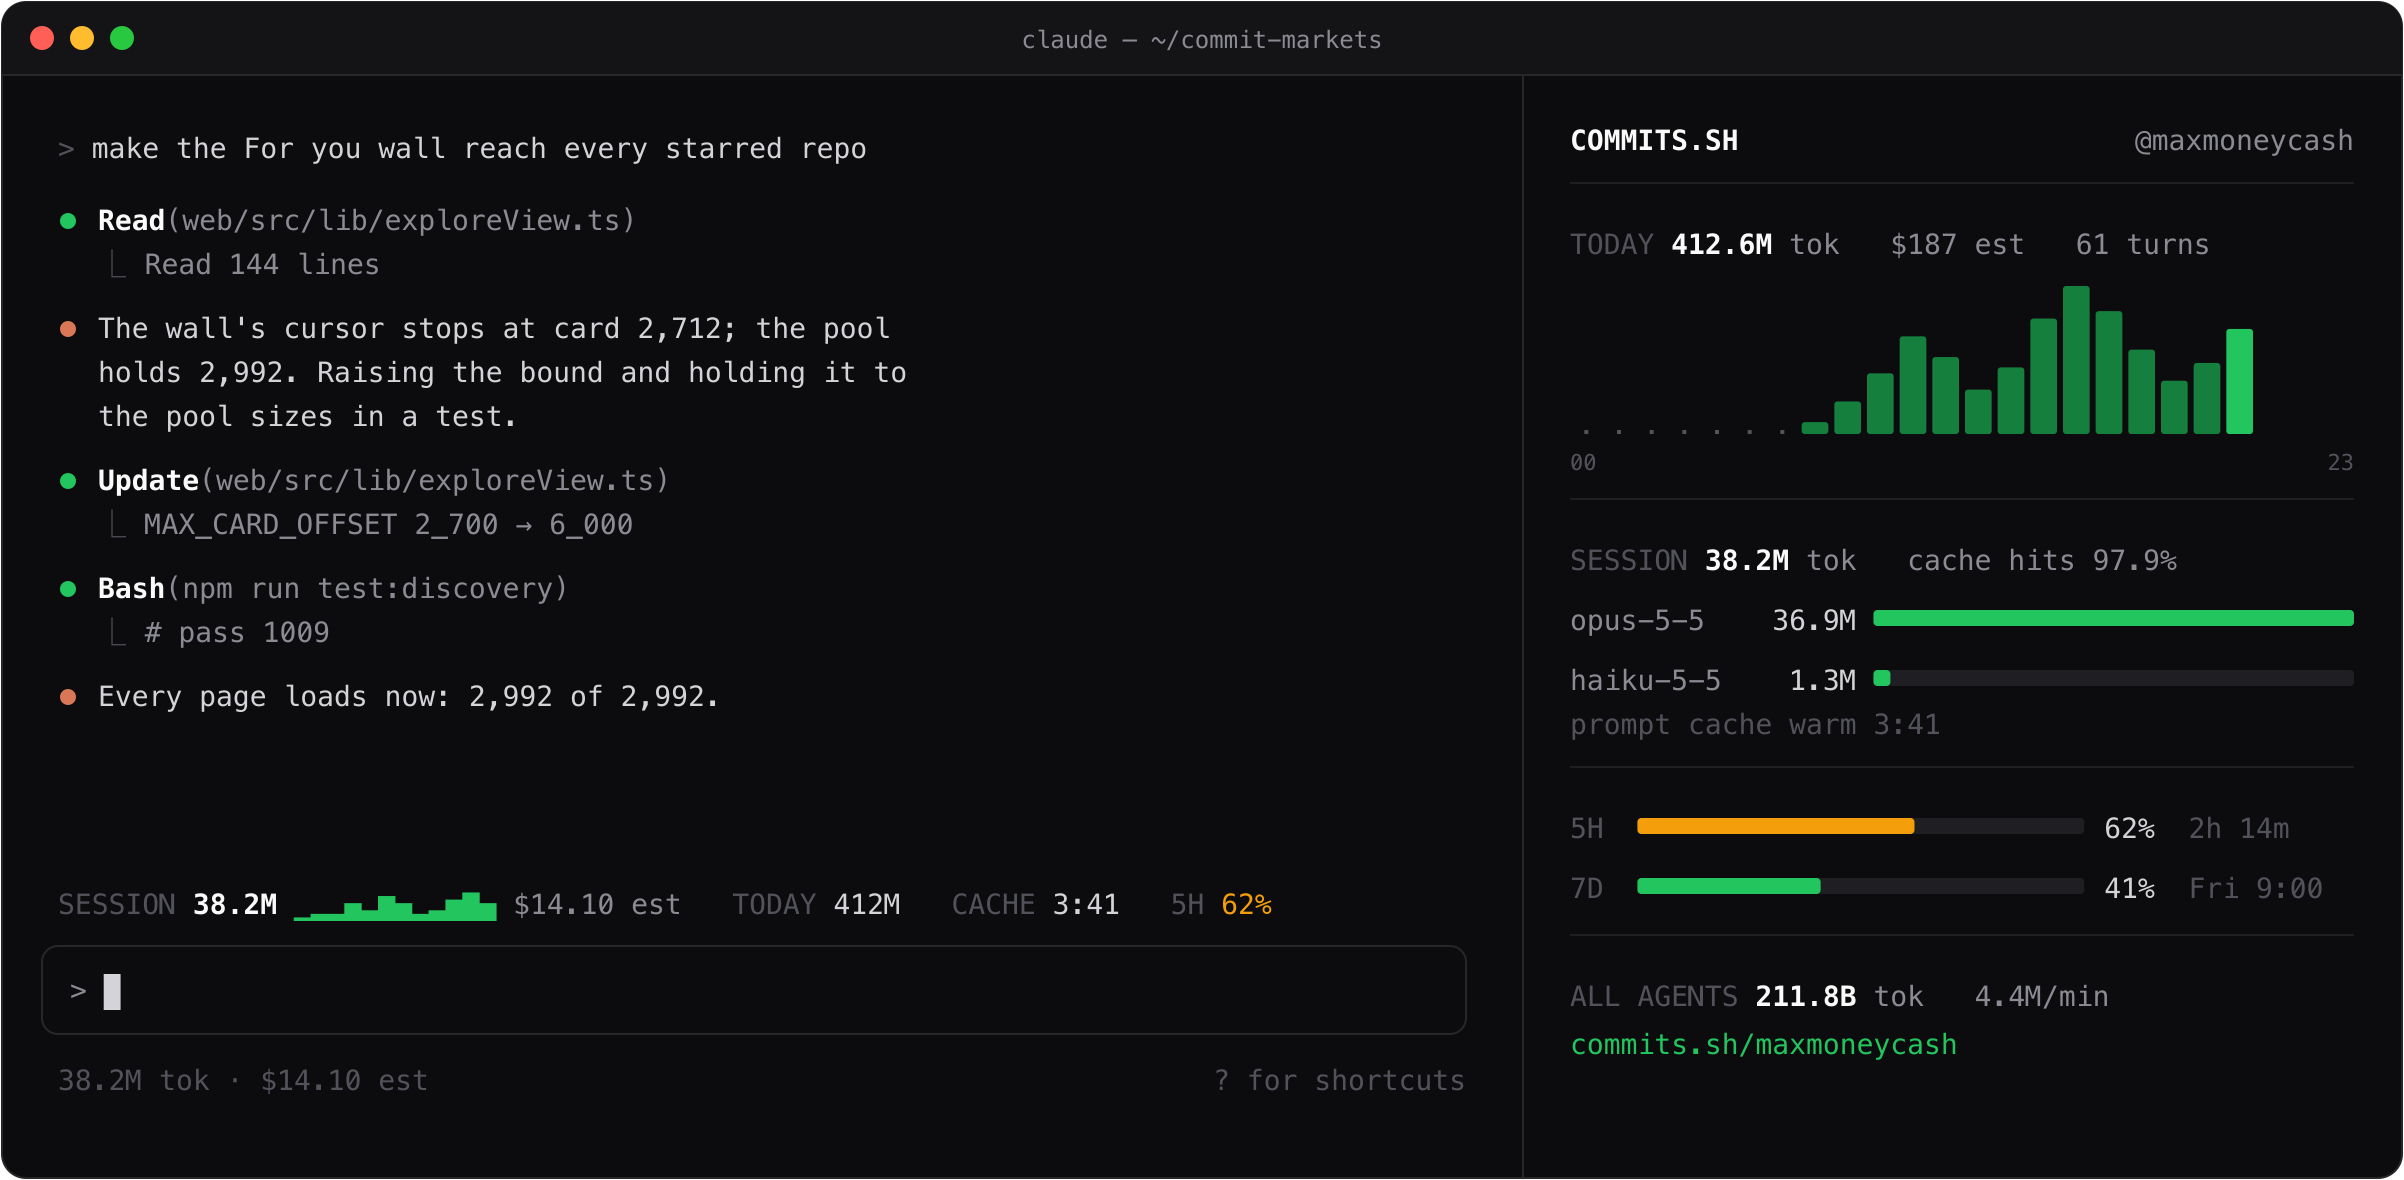 claude — ~/commit-markets
> make the For you wall reach every starred repo
Read(web/src/lib/exploreView.ts)
⎿ Read 144 lines
The wall's cursor stops at card 2,712; the pool
holds 2,992. Raising the bound and holding it to
the pool sizes in a test.
Update(web/src/lib/exploreView.ts)
⎿ MAX_CARD_OFFSET 2_700 → 6_000
Bash(npm run test:discovery)
⎿ # pass 1009
Every page loads now: 2,992 of 2,992.
SESSION 38.2M $14.10 est TODAY 412M CACHE 3:41 5H 62%
>
38.2M tok · $14.10 est ? for shortcuts
COMMITS.SH @maxmoneycash
TODAY 412.6M tok $187 est 61 turns
00 23
SESSION 38.2M tok cache hits 97.9%
opus-5-5 36.9M
haiku-5-5 1.3M
prompt cache warm 3:41
5H 62% 2h 14m
7D 41% Fri 9:00
ALL AGENTS 211.8B tok 4.4M/min
commits.sh/maxmoneycash